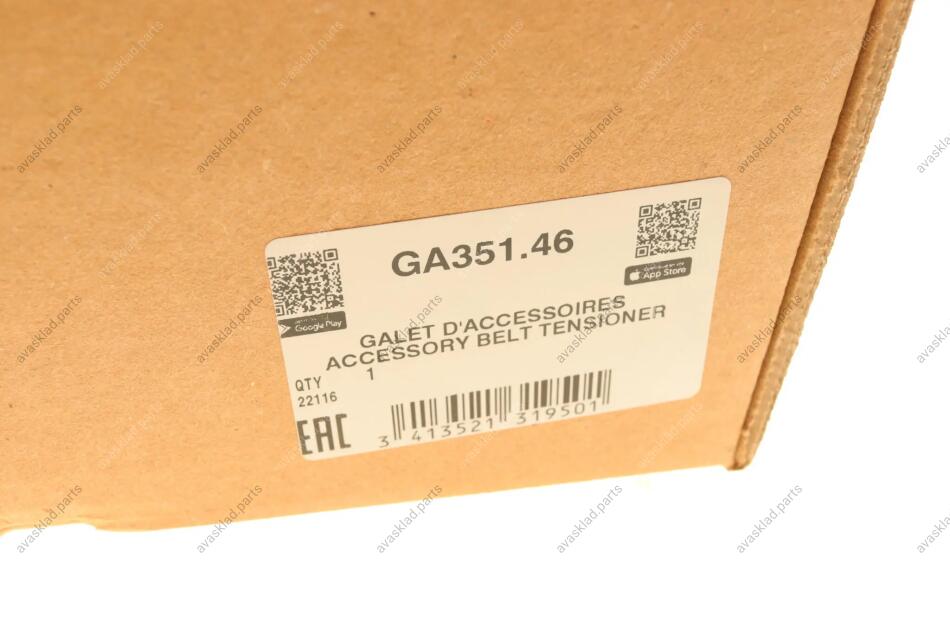 GA351.46
Google Play
App Store
GALET D'ACCESSOIRES
ACCESSORY BELT TENSIONER
QTY 1
22116
EAC
3 413521 319501
avasklad.parts